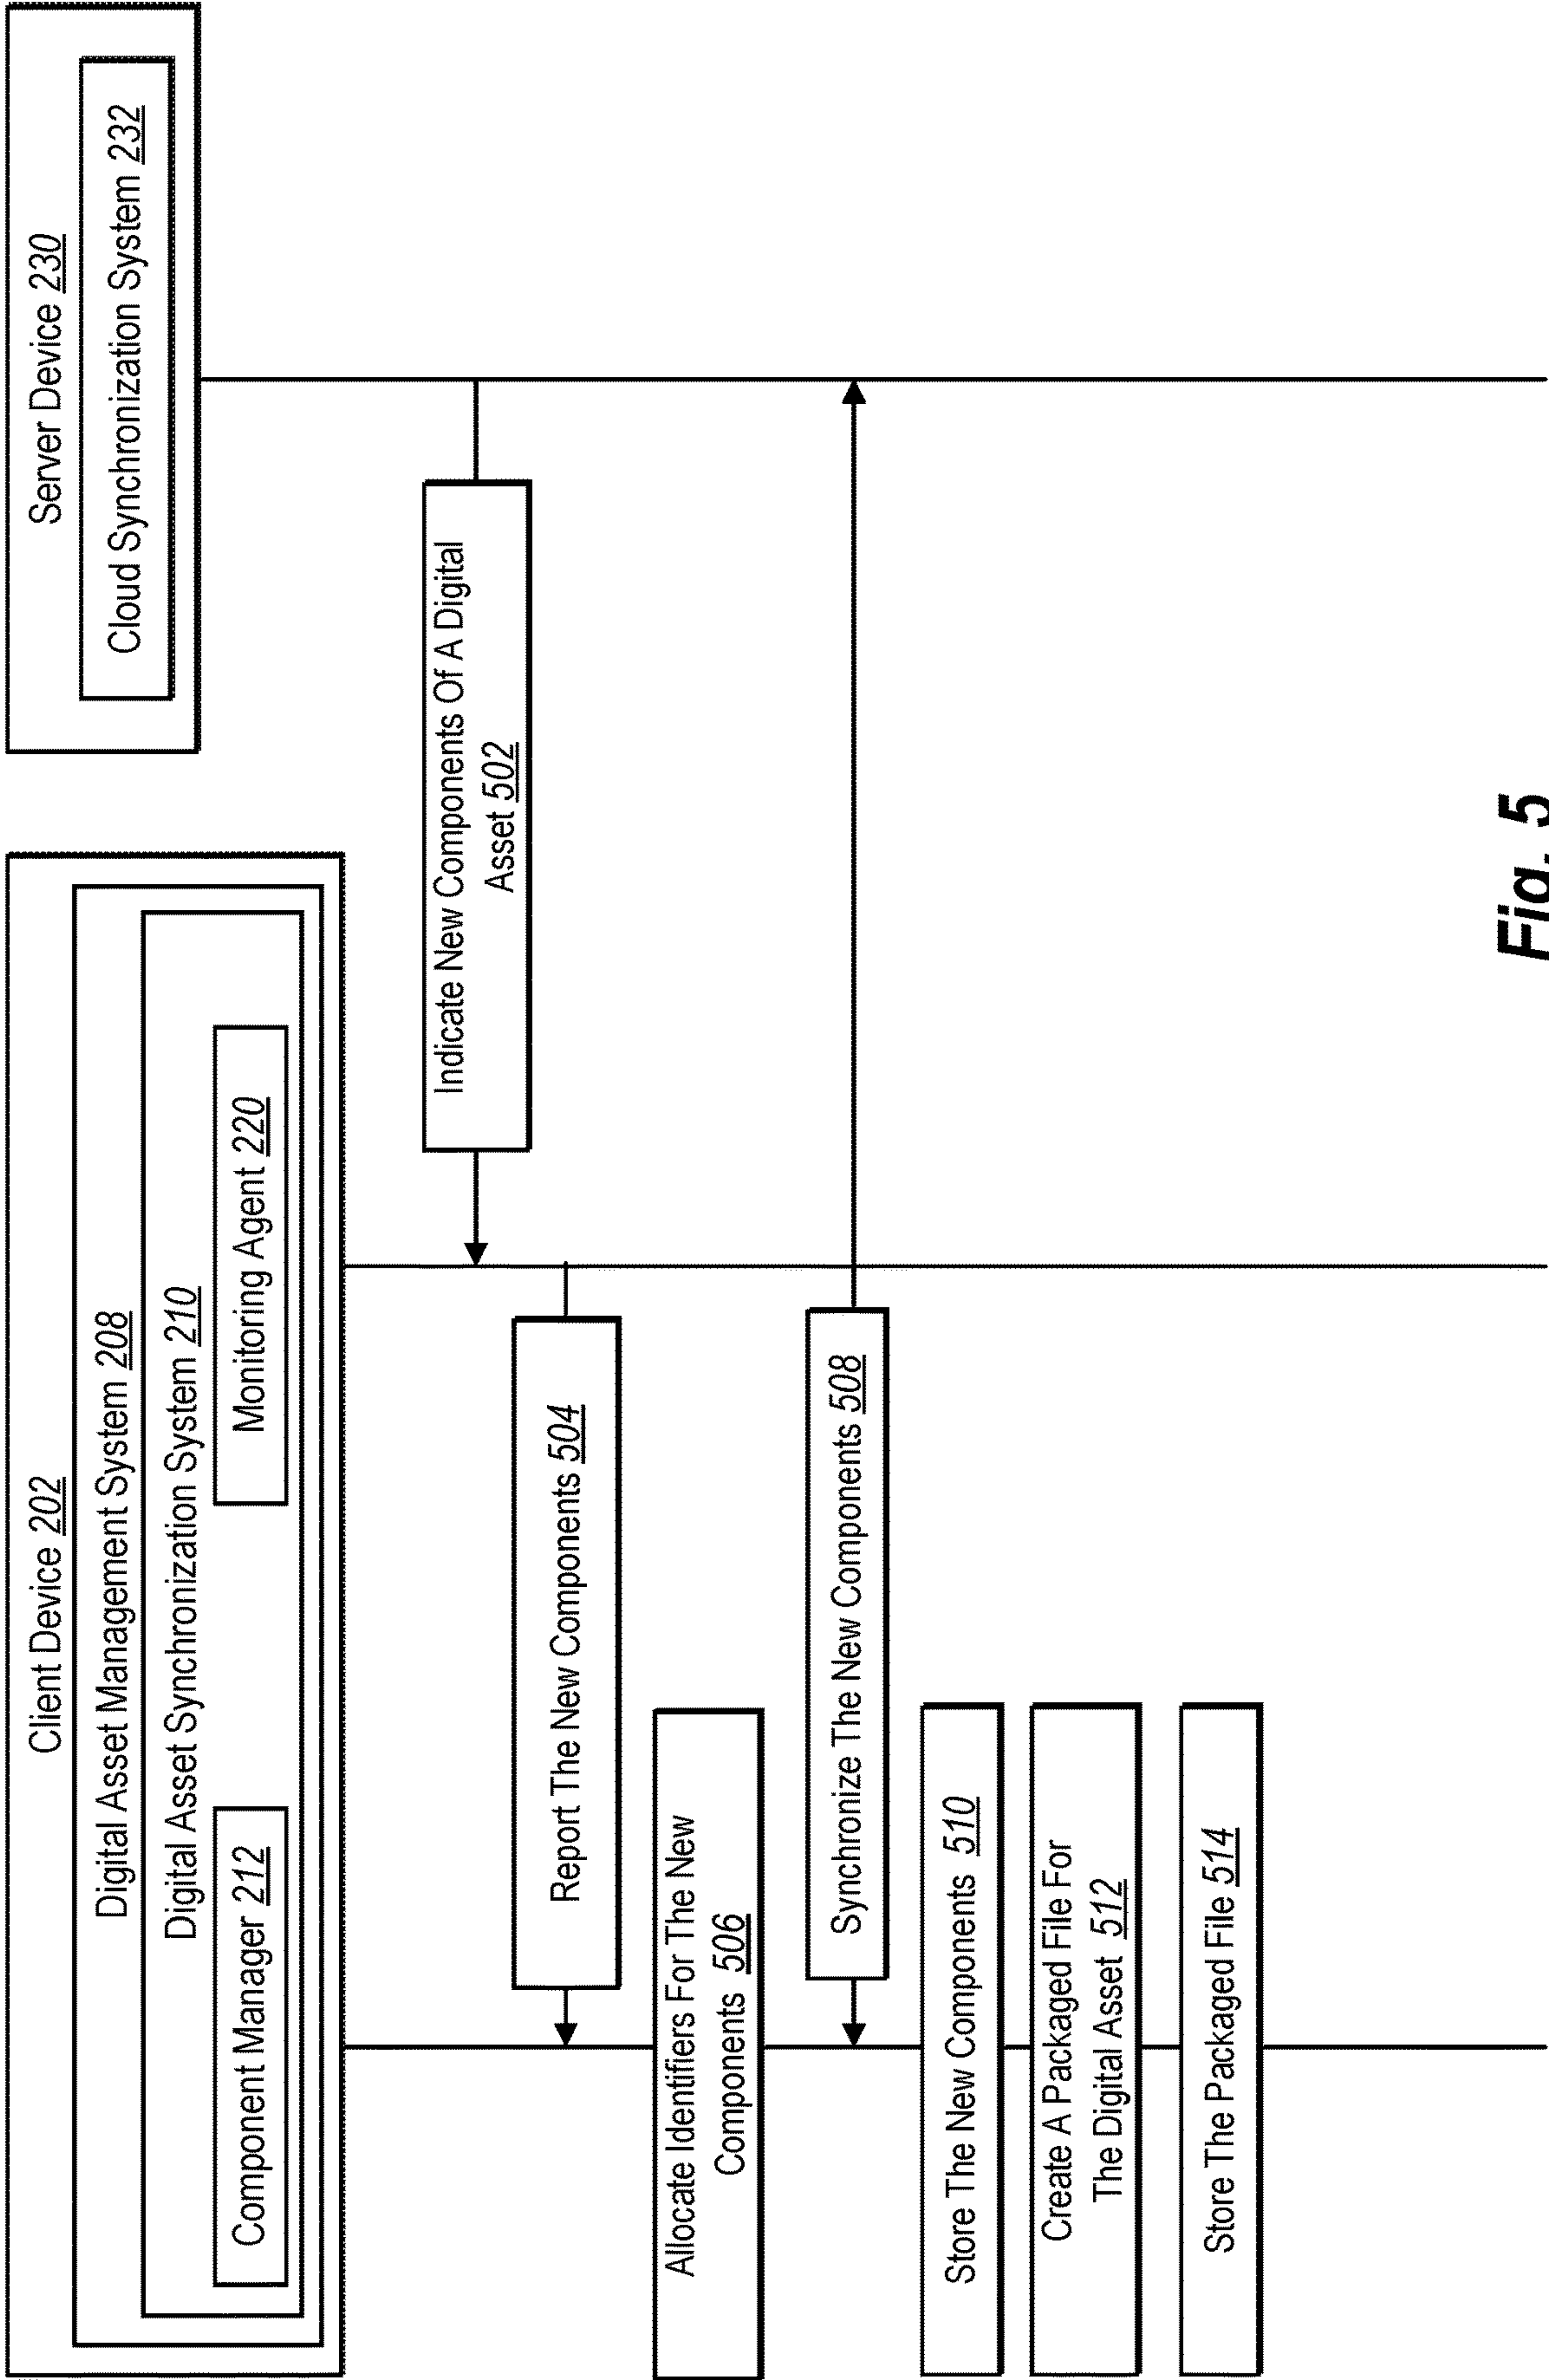 Client Device 202
Digital Asset Management System 208
Digital Asset Synchronization System 210
Component Manager 212
Monitoring Agent 220
Server Device 230
Cloud Synchronization System 232
Indicate New Components Of A Digital
Asset 502
Report The New Components 504
Allocate Identifiers For The New
Components 506
Synchronize The New Components 508
Store The New Components 510
Create A Packaged File For
The Digital Asset 512
Store The Packaged File 514
Fig. 5